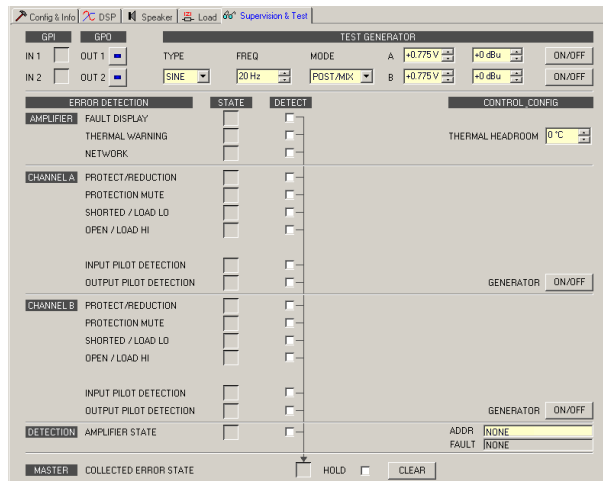 Config & Info DSP Speaker Load Supervision & Test
GPI GPO TEST GENERATOR
IN 1 OUT 1 TYPE FREQ MODE A +0.775 V +0 dBu ON/OFF
IN 2 OUT 2 SINE 20 Hz POST/MIX B +0.775 V +0 dBu ON/OFF
ERROR DETECTION STATE DETECT CONTROL_CONFIG
AMPLIFIER FAULT DISPLAY
THERMAL WARNING THERMAL HEADROOM 0 °C
NETWORK
CHANNEL A PROTECT/REDUCTION
PROTECTION MUTE
SHORTED / LOAD LO
OPEN / LOAD HI
INPUT PILOT DETECTION
OUTPUT PILOT DETECTION GENERATOR ON/OFF
CHANNEL B PROTECT/REDUCTION
PROTECTION MUTE
SHORTED / LOAD LO
OPEN / LOAD HI
INPUT PILOT DETECTION
OUTPUT PILOT DETECTION GENERATOR ON/OFF
DETECTION AMPLIFIER STATE ADDR NONE
FAULT NONE
MASTER COLLECTED ERROR STATE HOLD CLEAR